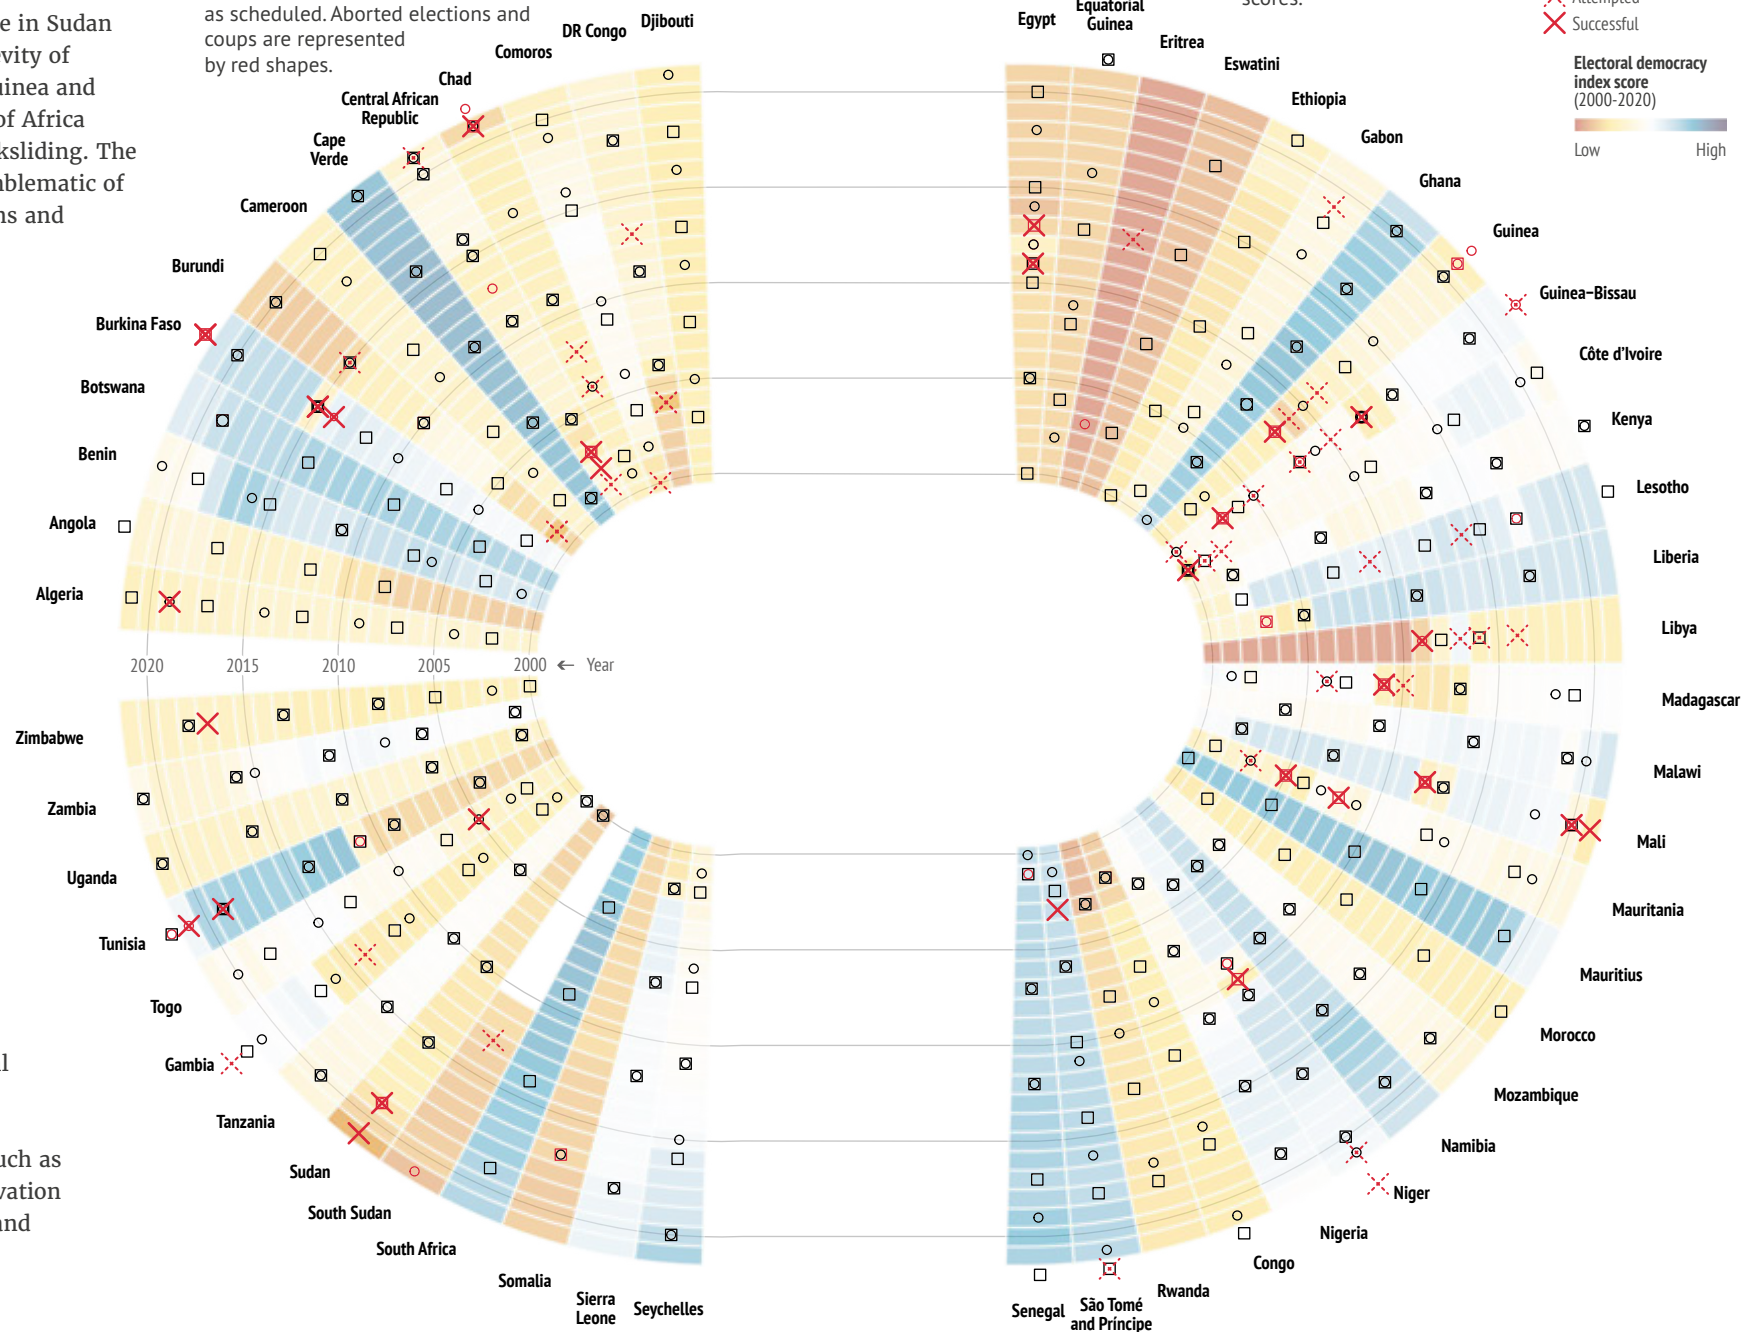 e in Sudan
evity of
uinea and
of Africa
ksliding. The
nblematic of
ns and
as scheduled. Aborted elections and
coups are represented
by red shapes.
scores.
Attempted
Successful
Electoral democracy
index score
(2000-2020)
Low High
Djibouti
DR Congo
Comoros
Chad
Central African
Republic
Cape
Verde
Cameroon
Burundi
Burkina Faso
Botswana
Benin
Angola
Algeria
2020 2015 2010 2005 2000 ← Year
Zimbabwe
Zambia
Uganda
Tunisia
Togo
Gambia
Tanzania
Sudan
South Sudan
South Africa
Somalia
Sierra
Leone
Seychelles
Egypt
Equatorial
Guinea
Eritrea
Eswatini
Ethiopia
Gabon
Ghana
Guinea
Guinea–Bissau
Côte d'Ivoire
Kenya
Lesotho
Liberia
Libya
Madagascar
Malawi
Mali
Mauritania
Mauritius
Morocco
Mozambique
Namibia
Niger
Nigeria
Congo
Rwanda
São Tomé
and Príncipe
Senegal
l
uch as
vation
and